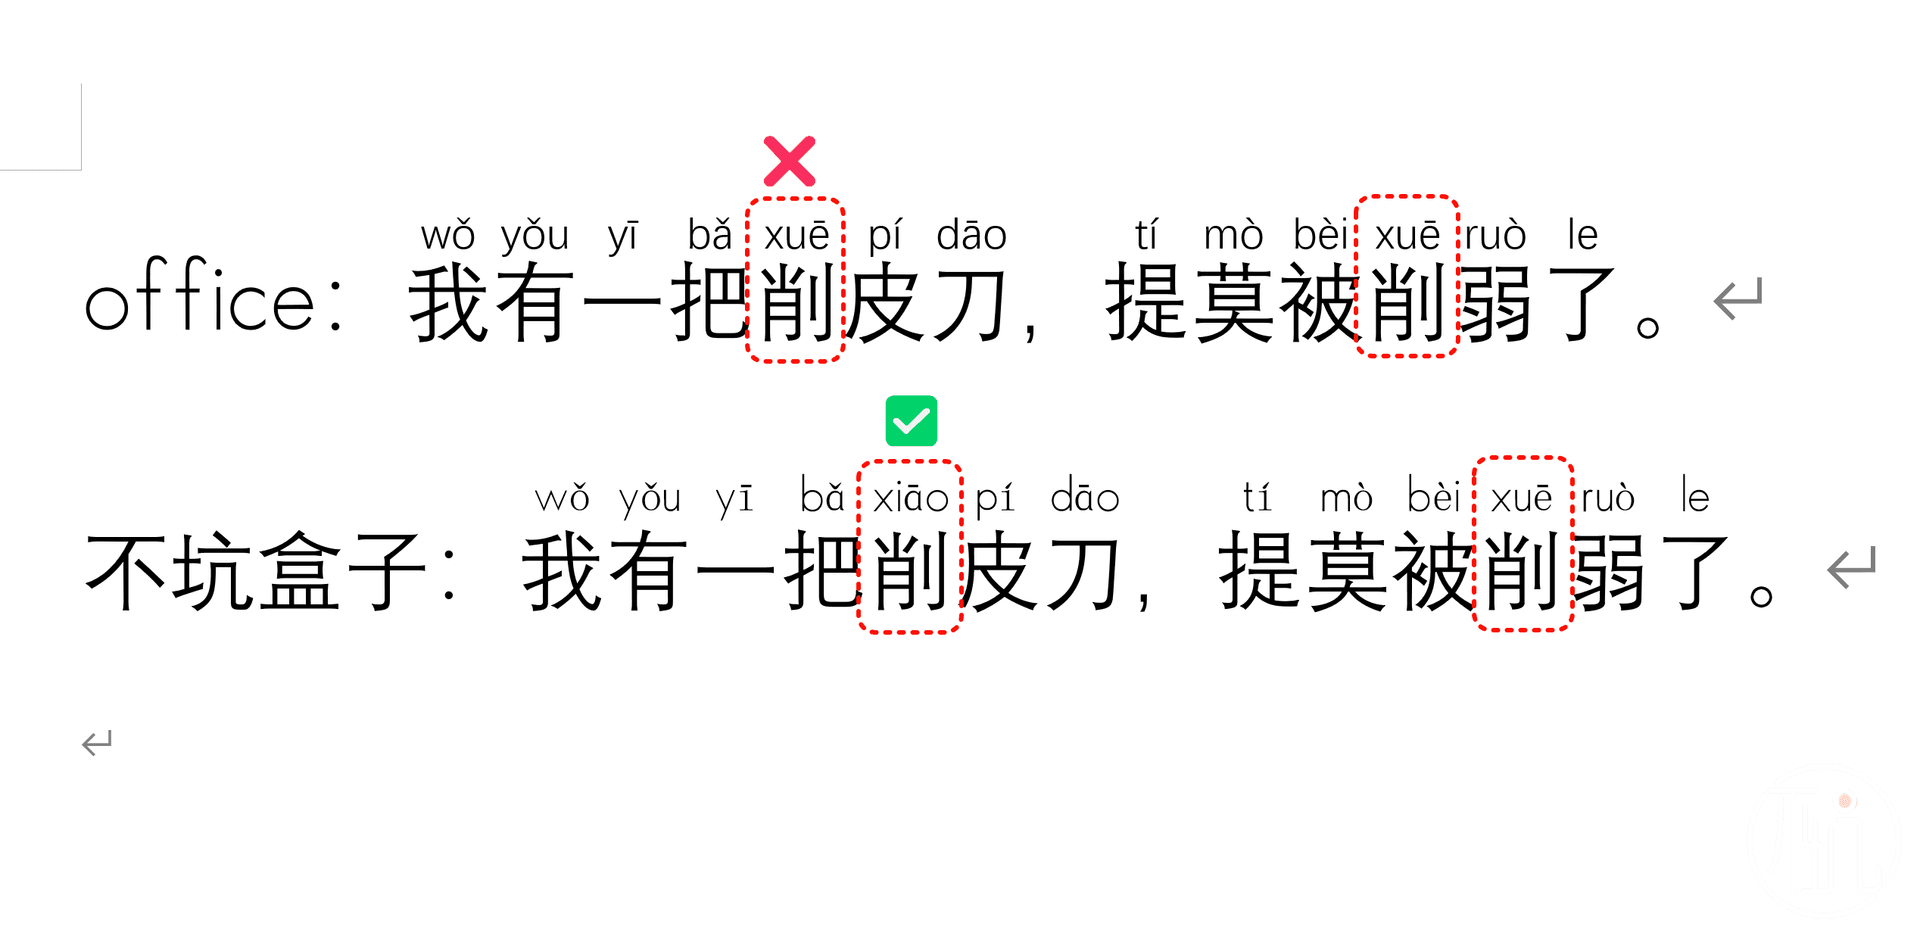 wǒ yǒu yī bǎ xuē pí dāo tí mò bèi xuē ruò le
office：我有一把削皮刀，提莫被削弱了。
wǒ yǒu yī bǎ xiāo pí dāo tí mò bèi xuē ruò le
不坑盒子：我有一把削皮刀，提莫被削弱了。